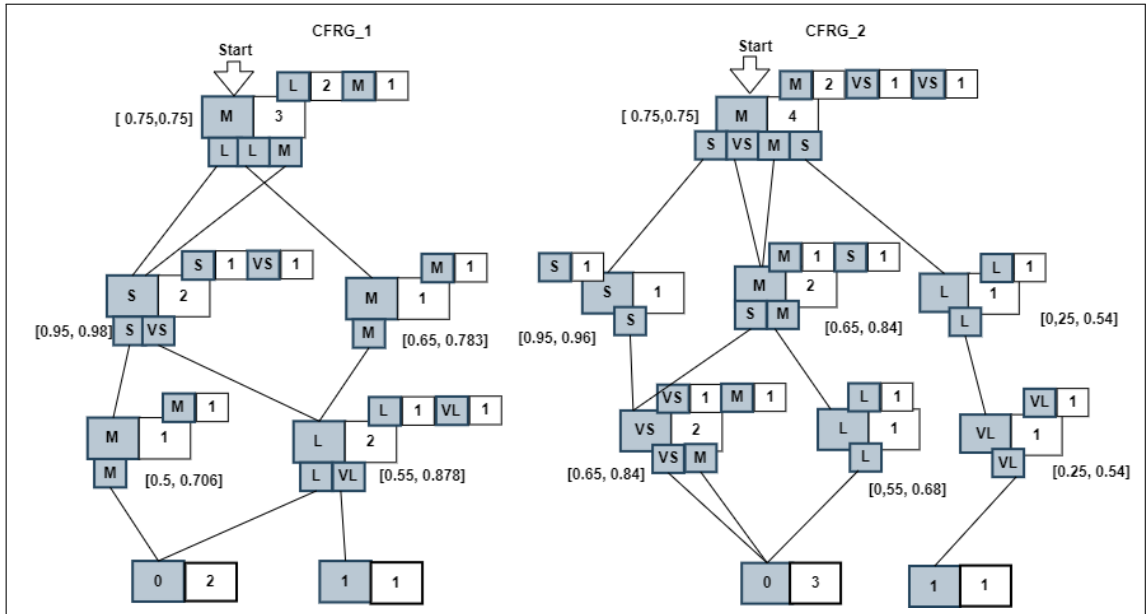 CFRG_1
Start
L 2 M 1
[ 0.75,0.75]
M 3
L L M
S 1 VS 1
M 1
S 2
M 1
[0.95, 0.98]
S VS
M
[0.65, 0.783]
M 1
L 1 VL 1
M 1
L 2
M
[0.5, 0.706]
L VL
[0.55, 0.878]
0 2
1 1
CFRG_2
Start
M 2 VS 1 VS 1
[ 0.75,0.75]
M 4
S VS M S
S 1
M 1 S 1
L 1
S 1
M 2
L 1
S
[0.95, 0.96]
S M
[0.65, 0.84]
L
[0,25, 0.54]
VS 1 M 1
L 1
VL 1
VS 2
L 1
VL 1
VS M
[0.65, 0.84]
L
[0,55, 0.68]
VL
[0.25, 0.54]
0 3
1 1